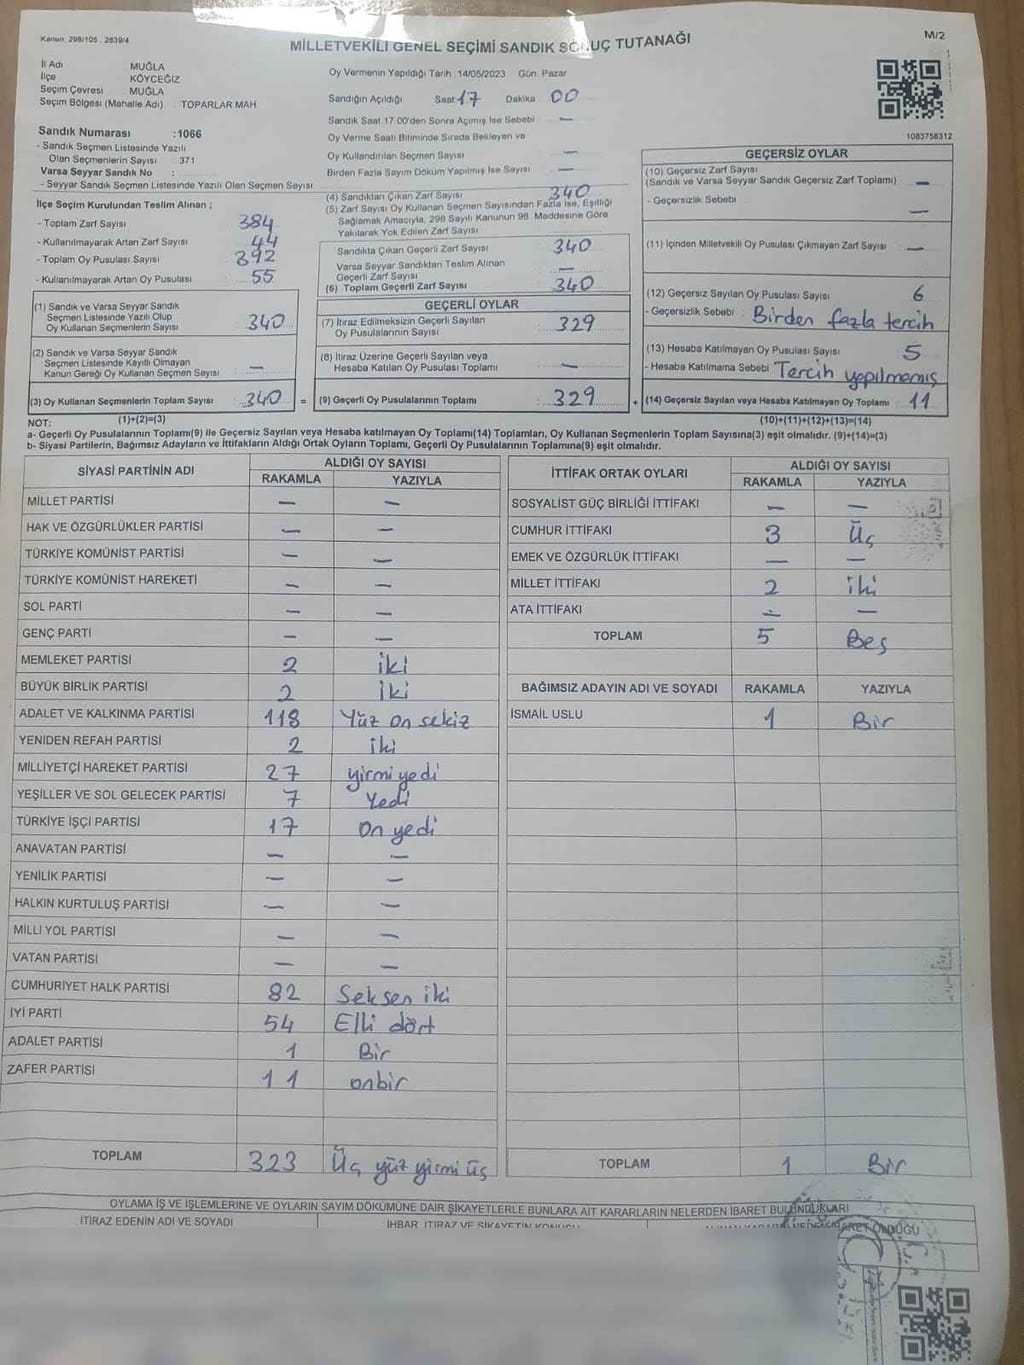 Kanun: 298/105 , 2839/4
MİLLETVEKİLİ GENEL SEÇİMİ SANDIK SONUÇ TUTANAĞI
M/2
İl Adı MUĞLA
İlçe KÖYCEĞİZ
Seçim Çevresi MUĞLA
Seçim Bölgesi (Mahalle Adı) TOPARLAR MAH
Sandık Numarası :1066
- Sandık Seçmen Listesinde Yazılı
Olan Seçmenlerin Sayısı : 371
Varsa Seyyar Sandık No :
- Seyyar Sandık Seçmen Listesinde Yazılı Olan Seçmen Sayısı
İlçe Seçim Kurulundan Teslim Alınan ;
- Toplam Zarf Sayısı 384
- Kullanılmayarak Artan Zarf Sayısı 44
- Toplam Oy Pusulası Sayısı 392
- Kullanılmayarak Artan Oy Pusulası 55
(1) Sandık ve Varsa Seyyar Sandık
Seçmen Listesinde Yazılı Olup
Oy Kullanan Seçmenlerin Sayısı 340
(2) Sandık ve Varsa Seyyar Sandık
Seçmen Listesinde Kayıtlı Olmayan
Kanun Gereği Oy Kullanan Seçmen Sayısı —
(3) Oy Kullanan Seçmenlerin Toplam Sayısı 340 =
(1)+(2)=(3)
Oy Vermenin Yapıldığı Tarih 14/05/2023 Gün: Pazar
Sandığın Açıldığı Saat 17 Dakika 00
Sandık Saat 17.00'den Sonra Açımış İse Sebebi —
Oy Verme Saati Bitiminde Sırada Bekleyen ve
Oy Kullandırılan Seçmen Sayısı —
Birden Fazla Sayım Döküm Yapılmış İse Sayısı —
(4) Sandıktan Çıkan Zarf Sayısı 340
(5) Zarf Sayısı Oy Kullanan Seçmen Sayısından Fazla İse, Eşitliği
Sağlamak Amacıyla, 298 Sayılı Kanunun 98. Maddesine Göre
Yakılarak Yok Edilen Zarf Sayısı
Sandıkta Çıkan Geçerli Zarf Sayısı 340
Varsa Seyyar Sandıktan Teslim Alınan
Geçerli Zarf Sayısı —
(6) Toplam Geçerli Zarf Sayısı 340
GEÇERLİ OYLAR
(7) İtiraz Edilmeksizin Geçerli Sayılan
Oy Pusulalarının Sayısı 329
(8) İtiraz Üzerine Geçerli Sayılan veya
Hesaba Katılan Oy Pusulası Toplamı —
(9) Geçerli Oy Pusulalarının Toplamı : 329 +
1083758312
GEÇERSİZ OYLAR
(10) Geçersiz Zarf Sayısı
(Sandık ve Varsa Seyyar Sandık Geçersiz Zarf Toplamı) —
- Geçersizlik Sebebi —
(11) İçinden Milletvekili Oy Pusulası Çıkmayan Zarf Sayısı —
(12) Geçersiz Sayılan Oy Pusulası Sayısı 6
- Geçersizlik Sebebi : Birden fazla tercih
(13) Hesaba Katılmayan Oy Pusulası Sayısı 5
- Hesaba Katılmama Sebebi Tercih yapılmamış
(14) Geçersiz Sayılan veya Hesaba Katılmayan Oy Toplamı 11
(10)+(11)+(12)+(13)=(14)
NOT:
a- Geçerli Oy Pusulalarının Toplamı(9) ile Geçersiz Sayılan veya Hesaba katılmayan Oy Toplamı(14) Toplamları, Oy Kullanan Seçmenlerin Toplam Sayısına(3) eşit olmalıdır. (9)+(14)=(3)
b- Siyasi Partilerin, Bağımsız Adayların ve İttifakların Aldığı Ortak Oyların Toplamı, Geçerli Oy Pusulalarının Toplamına(9) eşit olmalıdır.
SİYASİ PARTİNİN ADI ALDIĞI OY SAYISI
RAKAMLA YAZIYLA
MİLLET PARTİSİ — —
HAK VE ÖZGÜRLÜKLER PARTİSİ — —
TÜRKİYE KOMÜNİST PARTİSİ — —
TÜRKİYE KOMÜNİST HAREKETİ — —
SOL PARTİ — —
GENÇ PARTİ — —
MEMLEKET PARTİSİ 2 iki
BÜYÜK BİRLİK PARTİSİ 2 iki
ADALET VE KALKINMA PARTİSİ 118 Yüz on sekiz
YENİDEN REFAH PARTİSİ 2 iki
MİLLİYETÇİ HAREKET PARTİSİ 27 yirmi yedi
YEŞİLLER VE SOL GELECEK PARTİSİ 7 Yedi
TÜRKİYE İŞÇİ PARTİSİ 17 On yedi
ANAVATAN PARTİSİ — —
YENİLİK PARTİSİ — —
HALKIN KURTULUŞ PARTİSİ — —
MİLLİ YOL PARTİSİ — —
VATAN PARTİSİ — —
CUMHURİYET HALK PARTİSİ 82 Seksen iki
İYİ PARTİ 54 Elli dört
ADALET PARTİSİ 1 Bir
ZAFER PARTİSİ 11 onbir
TOPLAM 323 Üç yüz yirmi üç
İTTİFAK ORTAK OYLARI ALDIĞI OY SAYISI
RAKAMLA YAZIYLA
SOSYALİST GÜÇ BİRLİĞİ İTTİFAKI — —
CUMHUR İTTİFAKI 3 Üç
EMEK VE ÖZGÜRLÜK İTTİFAKI — —
MİLLET İTTİFAKI 2 iki
ATA İTTİFAKI — —
TOPLAM 5 Beş
BAĞIMSIZ ADAYIN ADI VE SOYADI RAKAMLA YAZIYLA
İSMAİL USLU 1 Bir
TOPLAM 1 Bir
OYLAMA İŞ VE İŞLEMLERİNE VE OYLARIN SAYIM DÖKÜMÜNE DAİR ŞİKAYETLERLE BUNLARA AİT KARARLARIN NELERDEN İBARET BULUNDUKLARI
İTİRAZ EDENİN ADI VE SOYADI İHBAR İTİRAZ VE ŞİKAYETİN KONUSU İBARET OLDUĞU